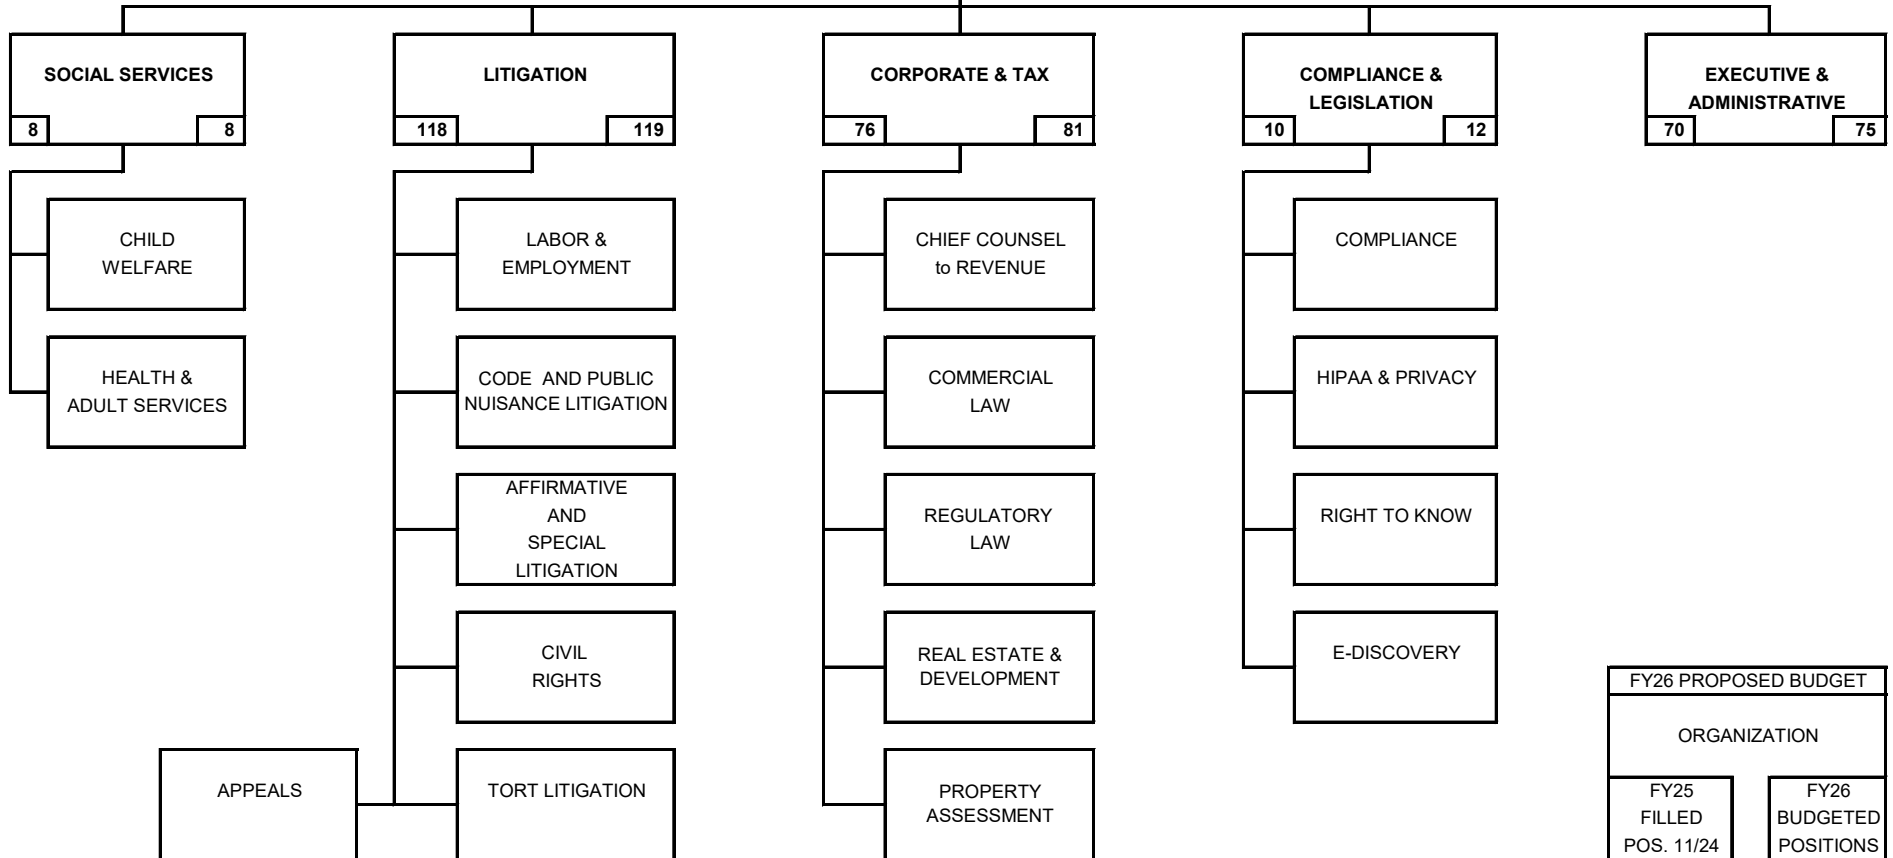 SOCIAL SERVICES
8
8
CHILD
WELFARE
HEALTH &
ADULT SERVICES
LITIGATION
118
119
LABOR &
EMPLOYMENT
CODE AND PUBLIC
NUISANCE LITIGATION
AFFIRMATIVE
AND
SPECIAL
LITIGATION
CIVIL
RIGHTS
APPEALS
TORT LITIGATION
CORPORATE & TAX
76
81
CHIEF COUNSEL
to REVENUE
COMMERCIAL
LAW
REGULATORY
LAW
REAL ESTATE &
DEVELOPMENT
PROPERTY
ASSESSMENT
COMPLIANCE &
LEGISLATION
10
12
COMPLIANCE
HIPAA & PRIVACY
RIGHT TO KNOW
E-DISCOVERY
EXECUTIVE &
ADMINISTRATIVE
70
75
FY26 PROPOSED BUDGET
ORGANIZATION
FY25
FILLED
POS. 11/24
FY26
BUDGETED
POSITIONS